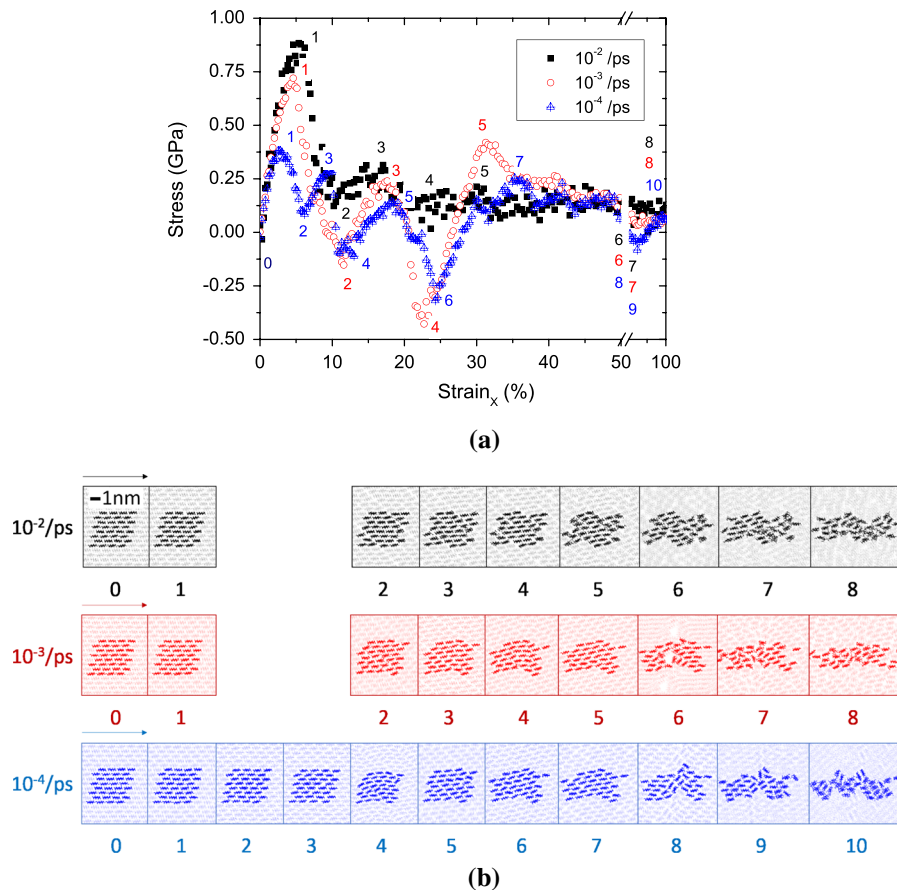 1.00
0.75
0.50
0.25
0.00
-0.25
-0.50
Stress (GPa)
10⁻² /ps
10⁻³ /ps
10⁻⁴ /ps
1
1
1
3
3
3
2
2
2
0
4
5
4
5
4
6
5
7
8
8
10
6
7
6
7
8
9
0 10 20 30 40 50 100
Strainₓ (%)
(a)
1nm
10⁻²/ps
0 1 2 3 4 5 6 7 8
10⁻³/ps
0 1 2 3 4 5 6 7 8
10⁻⁴/ps
0 1 2 3 4 5 6 7 8 9 10
(b)